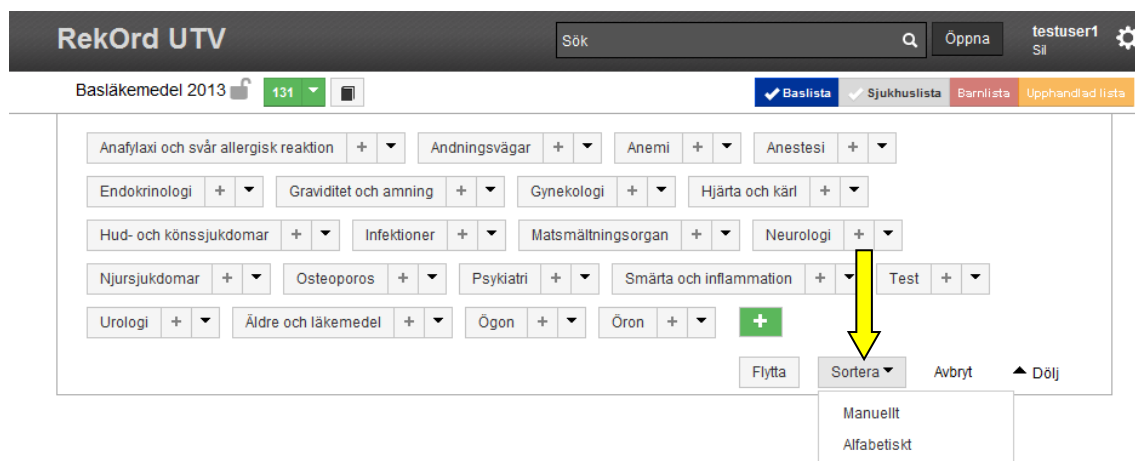 RekOrd UTV Sök Öppna testuser1
Sil
Basläkemedel 2013 131 Baslista Sjukhuslista Barnlista Upphandlad lista
Anafylaxi och svår allergisk reaktion + Andningsvägar + Anemi + Anestesi +
Endokrinologi + Graviditet och amning + Gynekologi + Hjärta och kärl +
Hud- och könssjukdomar + Infektioner + Matsmältningsorgan + Neurologi +
Njursjukdomar + Osteoporos + Psykiatri + Smärta och inflammation + Test +
Urologi + Äldre och läkemedel + Ögon + Öron + +
Flytta Sortera Avbryt Dölj
Manuellt
Alfabetiskt